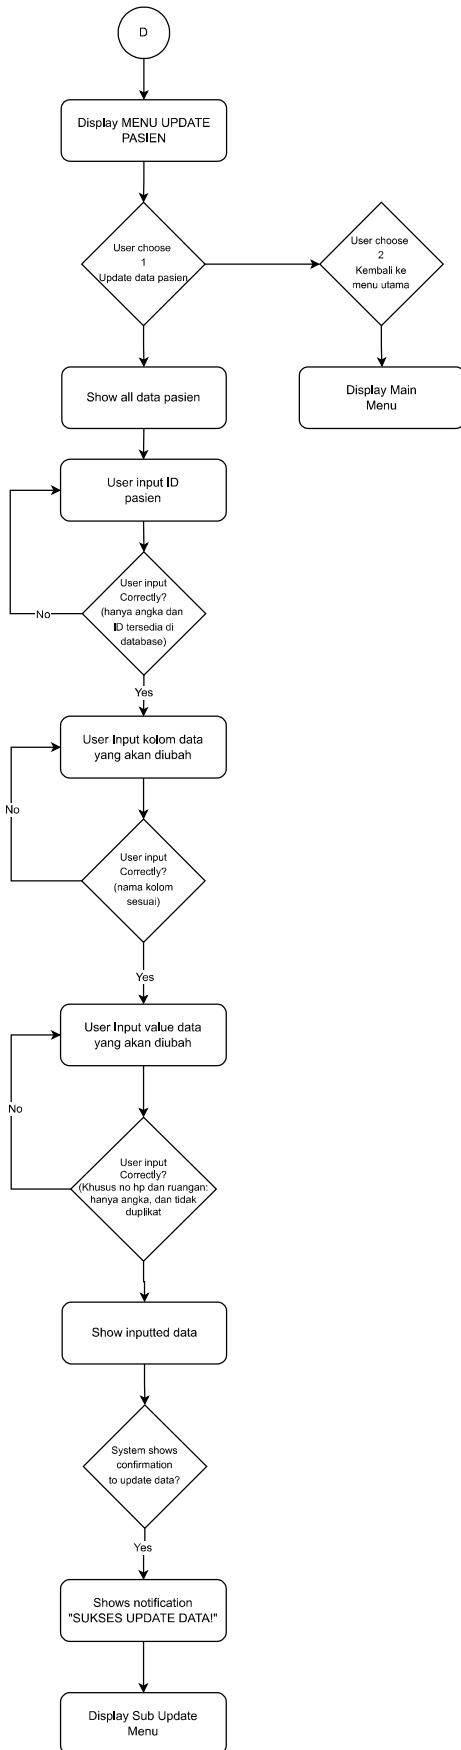 D
Display MENU UPDATE
PASIEN
User choose
1
Update data pasien
User choose
2
Kembali ke
menu utama
Show all data pasien
Display Main
Menu
User input ID
pasien
User input
Correctly?
(hanya angka dan
ID tersedia di
database)
No
Yes
User Input kolom data
yang akan diubah
No
User input
Correctly?
(nama kolom
sesuai)
Yes
User Input value data
yang akan diubah
No
User input
Correctly?
(Khusus no hp dan ruangan:
hanya angka, dan tidak
duplikat
Show inputted data
System shows
confirmation
to update data?
Yes
Shows notification
"SUKSES UPDATE DATA!"
Display Sub Update
Menu